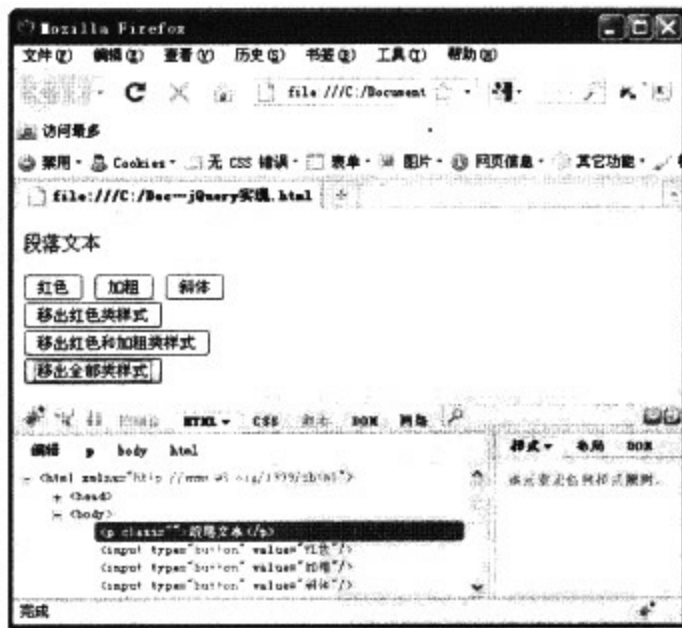 Mozilla Firefox
文件(F) 编辑(E) 查看(V) 历史(S) 书签(B) 工具(T) 帮助(H)
file:///C:/Document
访问最多
禁用 Cookies 无 CSS 错误 表单 图片 网页信息 其它功能
file:///C:/Doc…jQuery实现.html
段落文本
红色 加粗 斜体
移出红色类样式
移出红色和加粗类样式
移出全部类样式
HTML CSS 脚本 DOM 网络
编辑 p body html
样式 布局 DOM
<html xmlns="http://www.w3.org/1999/xhtml">
<head>
<body>
<p class="">段落文本</p>
<input type="button" value="红色"/>
<input type="button" value="加粗"/>
<input type="button" value="斜体"/>
完成